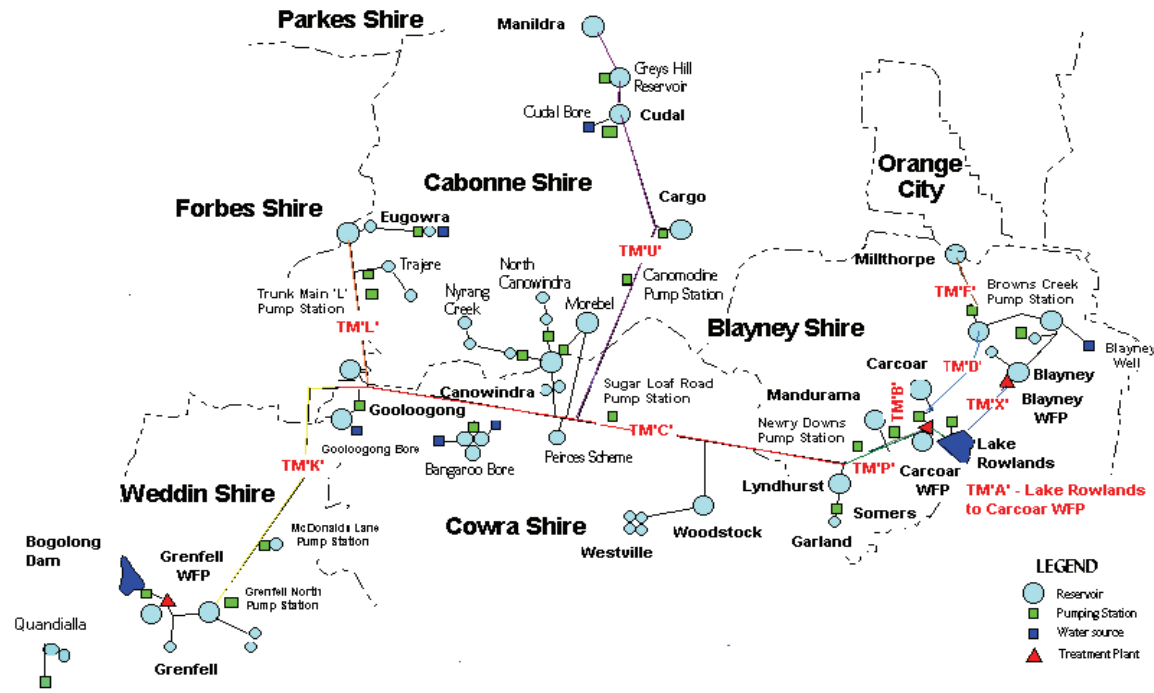 Parkes Shire
Manildra
Greys Hill
Reservoir
Cudal Bore
Cudal
Orange
City
Cabonne Shire
Cargo
Forbes Shire
Eugowra
TM'U'
Millthorpe
Trajere
North
Canowindra
Canomodine
Pump Station
Browns Creek
Pump Station
TM'F'
Trunk Main 'L'
Pump Station
Nyrang
Creek
Morebel
TM'L'
Blayney Shire
Blayney
Well
Carcoar
TM'D'
Blayney
Canowindra
Sugar Loaf Road
Pump Station
Mandurama
TM'B'
TM'X'
Blayney
WFP
Gooloogong
TM'C'
Newry Downs
Pump Station
Lake
Rowlands
Gooloogong Bore
Bangaroo Bore
Peirces Scheme
TM'K'
TM'P'
Carcoar
WFP
Weddin Shire
Lyndhurst
TM'A' - Lake Rowlands
to Carcoar WFP
Cowra Shire
Woodstock
Somers
McDonalds Lane
Pump Station
Westville
Garland
Bogolong
Dam
Grenfell
WFP
LEGEND
Grenfell North
Pump Station
Reservoir
Pumping Station
Quandialla
Water source
Grenfell
Treatment Plant